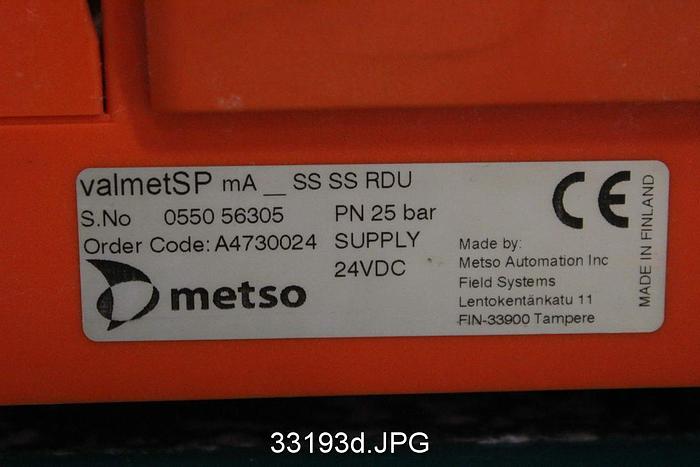 valmetSP mA __ SS SS RDU
S.No 0550 56305 PN 25 bar
Order Code: A4730024 SUPPLY
24VDC
metso
Made by:
Metso Automation Inc
Field Systems
Lentokentänkatu 11
FIN-33900 Tampere
CE
MADE IN FINLAND
33193d.JPG